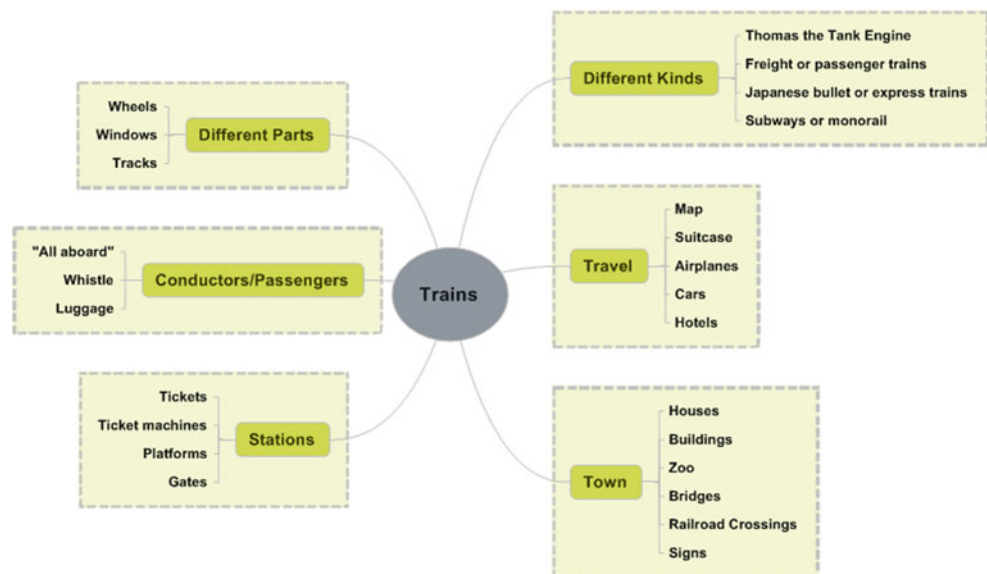 Trains
Different Parts
Wheels
Windows
Tracks
Conductors/Passengers
"All aboard"
Whistle
Luggage
Stations
Tickets
Ticket machines
Platforms
Gates
Different Kinds
Thomas the Tank Engine
Freight or passenger trains
Japanese bullet or express trains
Subways or monorail
Travel
Map
Suitcase
Airplanes
Cars
Hotels
Town
Houses
Buildings
Zoo
Bridges
Railroad Crossings
Signs